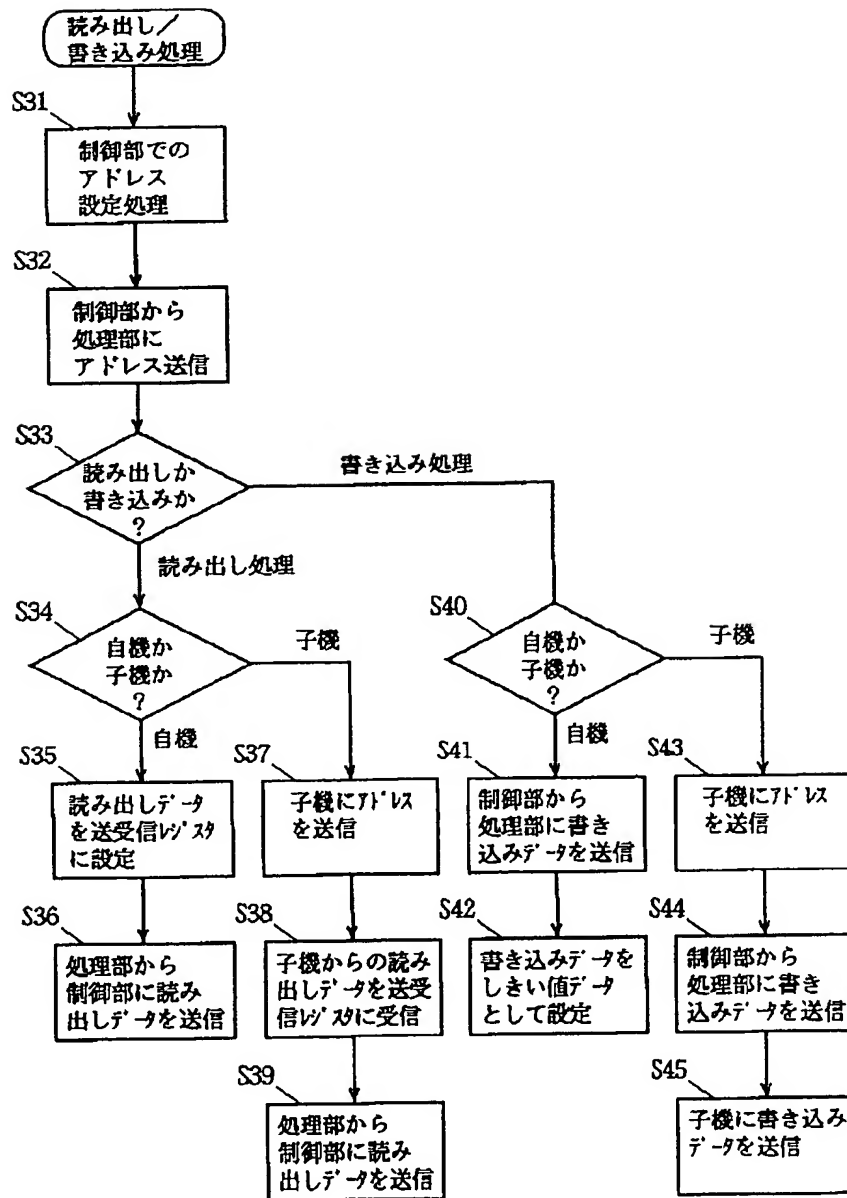 読み出し／
書き込み処理
S31
制御部での
アドレス
設定処理
S32
制御部から
処理部に
アドレス送信
S33
読み出しか
書き込みか
?
書き込み処理
読み出し処理
S34
自機か
子機か
?
子機
自機
S40
自機か
子機か
?
子機
自機
S35
読み出しデータ
を送受信レジスタ
に設定
S37
子機にアドレス
を送信
S41
制御部から
処理部に書き
込みデータを送信
S43
子機にアドレス
を送信
S36
処理部から
制御部に読み
出しデータを送信
S38
子機からの読み
出しデータを送受
信レジスタに受信
S42
書き込みデータを
しきい値データ
として設定
S44
制御部から
処理部に書き
込みデータを送信
S39
処理部から
制御部に読み
出しデータを送信
S45
子機に書き込み
データを送信